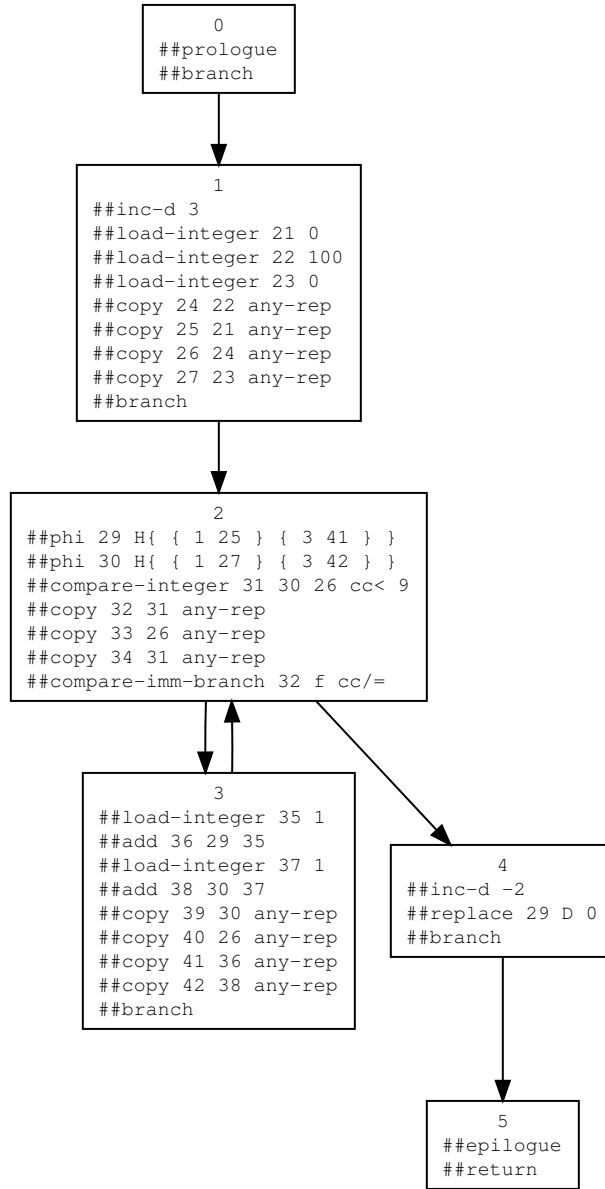 0
##prologue
##branch
1
##inc-d 3
##load-integer 21 0
##load-integer 22 100
##load-integer 23 0
##copy 24 22 any-rep
##copy 25 21 any-rep
##copy 26 24 any-rep
##copy 27 23 any-rep
##branch
2
##phi 29 H{ { 1 25 } { 3 41 } }
##phi 30 H{ { 1 27 } { 3 42 } }
##compare-integer 31 30 26 cc< 9
##copy 32 31 any-rep
##copy 33 26 any-rep
##copy 34 31 any-rep
##compare-imm-branch 32 f cc/=
3
##load-integer 35 1
##add 36 29 35
##load-integer 37 1
##add 38 30 37
##copy 39 30 any-rep
##copy 40 26 any-rep
##copy 41 36 any-rep
##copy 42 38 any-rep
##branch
4
##inc-d -2
##replace 29 D 0
##branch
5
##epilogue
##return